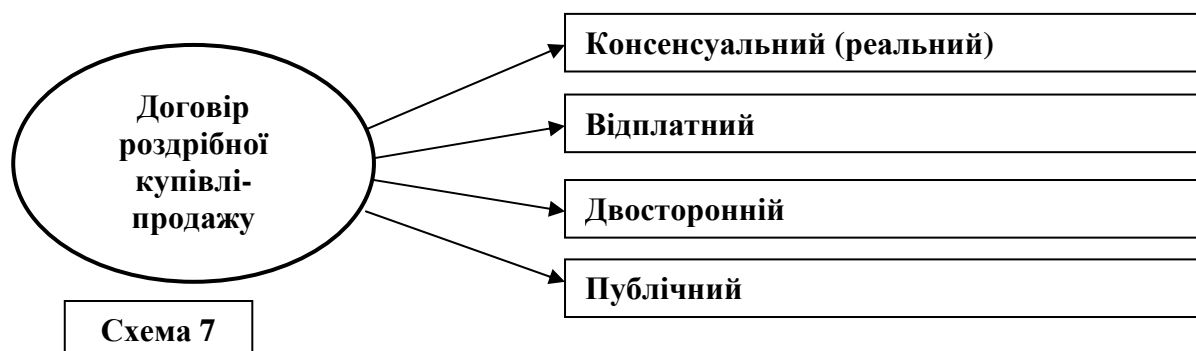 Договір
роздрібної
купівлі-
продажу
Консенсуальний (реальний)
Відплатний
Двосторонній
Публічний
Схема 7